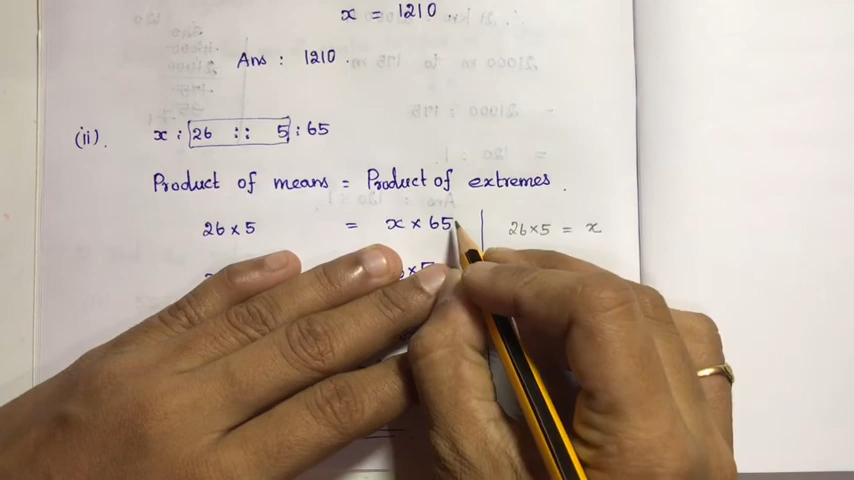 x = 1210.
Ans : 1210.
(ii). x : 26 :: 5 : 65
Product of means = Product of extremes.
26 × 5 = x × 65 | 26 × 5 = x